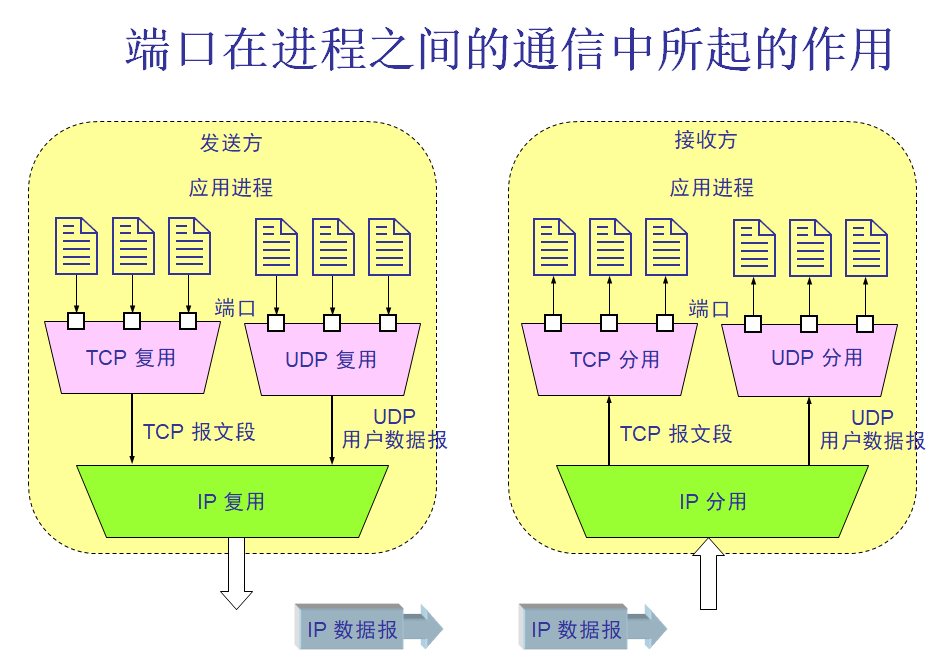 端口在进程之间的通信中所起的作用
发送方
应用进程
端口
TCP 复用
UDP 复用
TCP 报文段
UDP
用户数据报
IP 复用
IP 数据报
接收方
应用进程
端口
TCP 分用
UDP 分用
TCP 报文段
UDP
用户数据报
IP 分用
IP 数据报